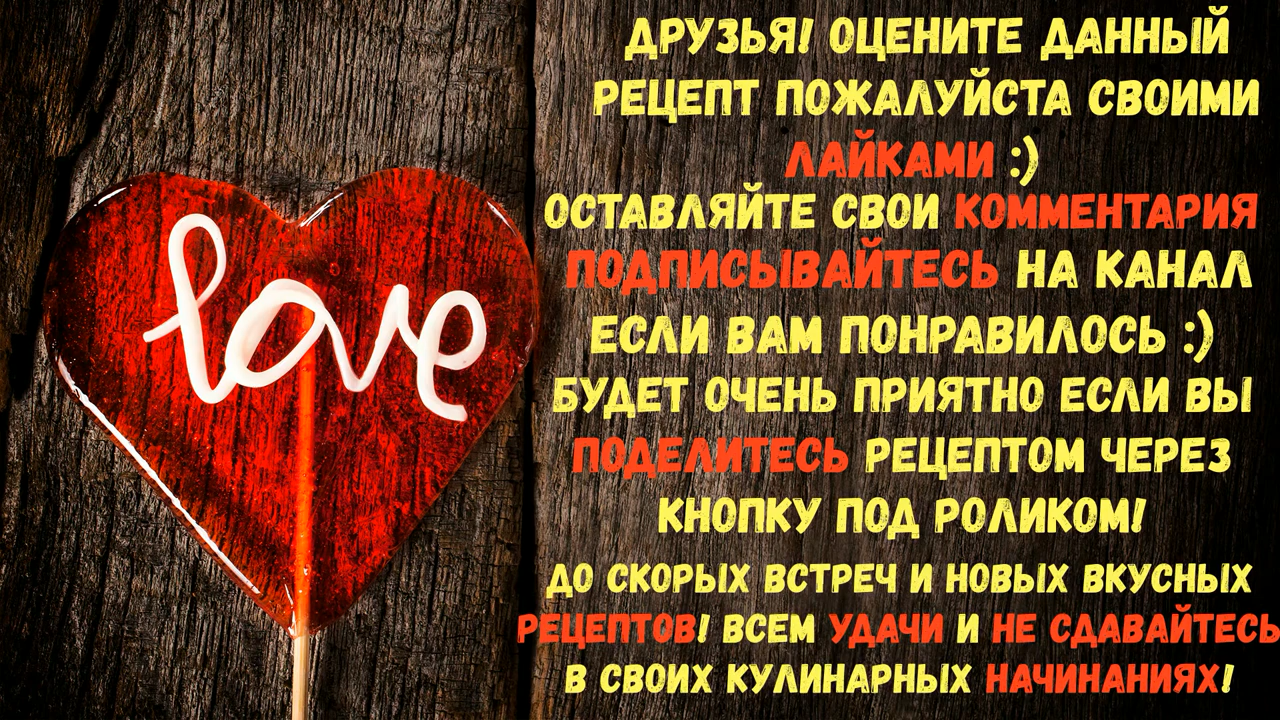 love
ДРУЗЬЯ! ОЦЕНИТЕ ДАННЫЙ
РЕЦЕПТ ПОЖАЛУЙСТА СВОИМИ
ЛАЙКАМИ :)
ОСТАВЛЯЙТЕ СВОИ КОММЕНТАРИЯ
ПОДПИСЫВАЙТЕСЬ НА КАНАЛ
ЕСЛИ ВАМ ПОНРАВИЛОСЬ :)
БУДЕТ ОЧЕНЬ ПРИЯТНО ЕСЛИ ВЫ
ПОДЕЛИТЕСЬ РЕЦЕПТОМ ЧЕРЕЗ
КНОПКУ ПОД РОЛИКОМ!
ДО СКОРЫХ ВСТРЕЧ И НОВЫХ ВКУСНЫХ
РЕЦЕПТОВ! ВСЕМ УДАЧИ И НЕ СДАВАЙТЕСЬ
В СВОИХ КУЛИНАРНЫХ НАЧИНАНИЯХ!